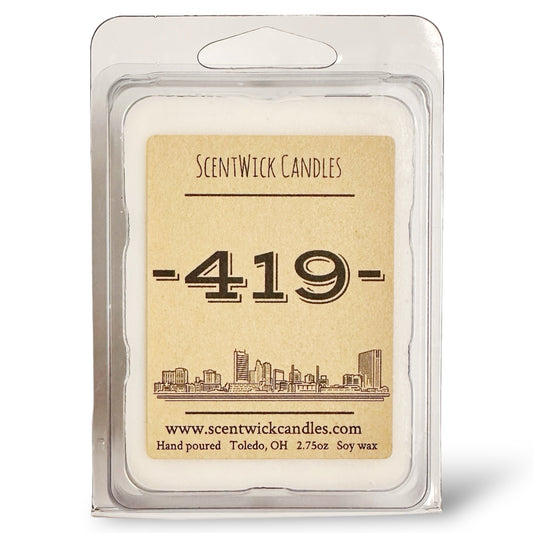 ScentWick Candles
-419-
www.scentwickcandles.com
Hand poured Toledo, OH 2.75oz Soy wax